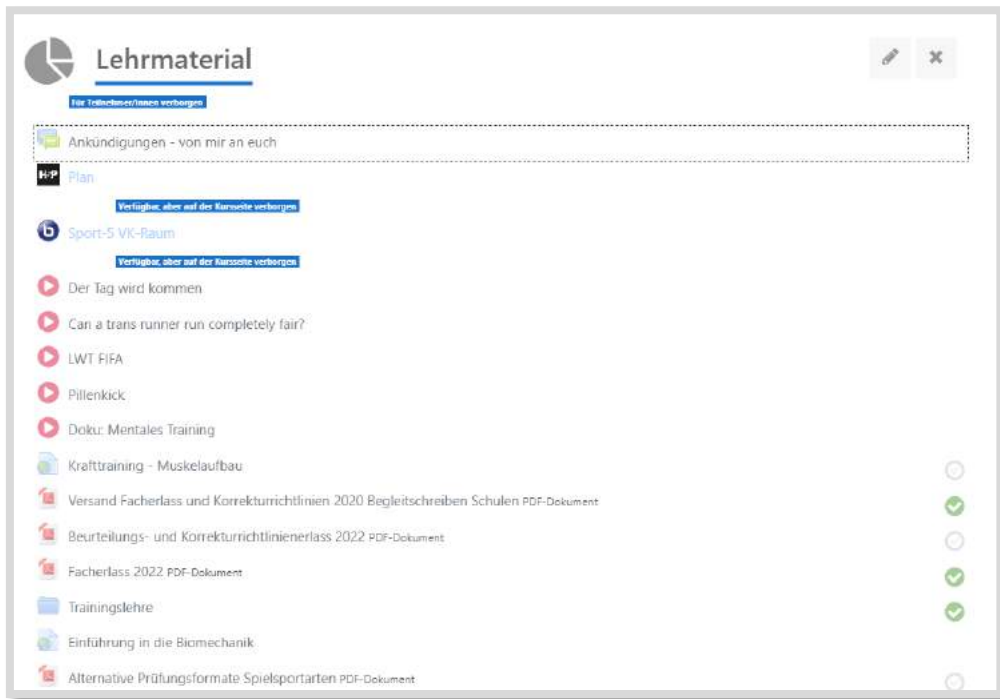 Lehrmaterial
Für Teilnehmer/innen verborgen
Ankündigungen - von mir an euch
H-P Plan
Verfügbar, aber auf der Kursseite verborgen
Sport-5 VK-Raum
Verfügbar, aber auf der Kursseite verborgen
Der Tag wird kommen
Can a trans runner run completely fair?
LWT FIFA
Pillenkick
Doku: Mentales Training
Krafttraining - Muskelaufbau
Versand Facherlass und Korrekturrichtlinien 2020 Begleitschreiben Schulen PDF-Dokument
Beurteilungs- und Korrekturrichtlinienerlass 2022 PDF-Dokument
Facherlass 2022 PDF-Dokument
Trainingslehre
Einführung in die Biomechanik
Alternative Prüfungsformate Spielsportarten PDF-Dokument